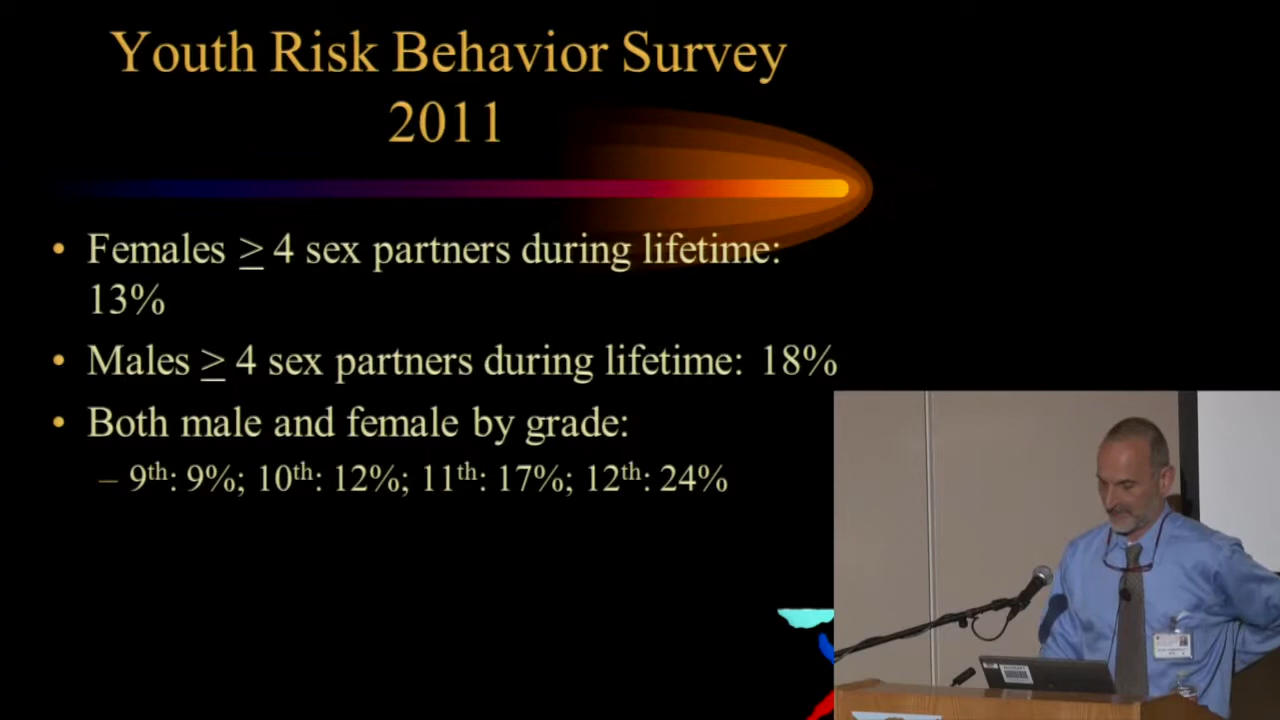 Youth Risk Behavior Survey
2011
• Females ≥ 4 sex partners during lifetime:
13%
• Males ≥ 4 sex partners during lifetime: 18%
• Both male and female by grade:
– 9th: 9%; 10th: 12%; 11th: 17%; 12th: 24%